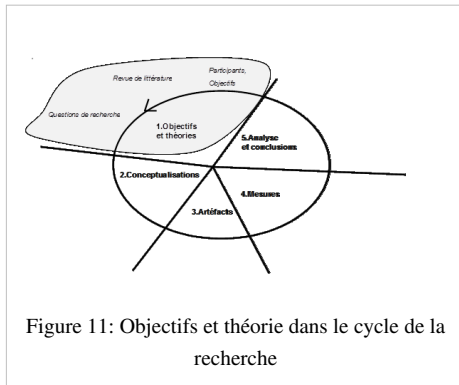 Revue de littérature
Participants,
Objectifs
Questions de recherche
1.Objectifs
et théories
5.Analyse
et conclusions
2.Conceptualisations
4.Mesures
3.Artéfacts
Figure 11: Objectifs et théorie dans le cycle de la
recherche